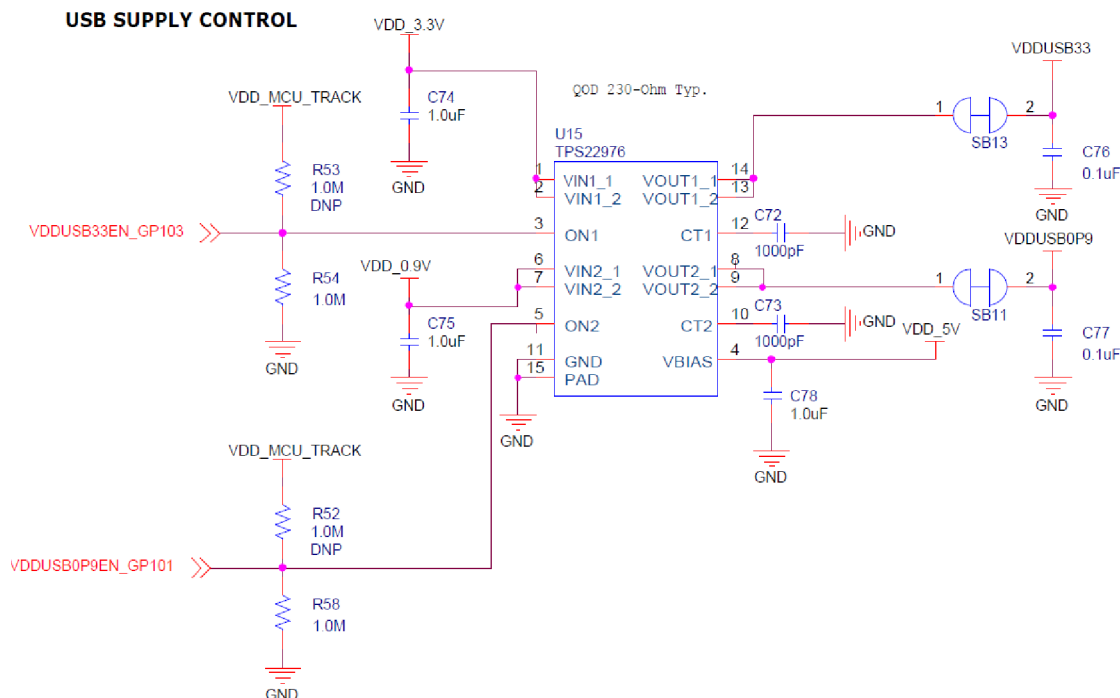 USB SUPPLY CONTROL
VDD_3.3V
VDDUSB33
VDD_MCU_TRACK
C74
1.0uF
QOD 230-Ohm Typ.
1
2
SB13
C76
0.1uF
GND
U15
TPS22976
R53
1.0M
DNP
GND
1
VIN1_1
VOUT1_1
14
2
VIN1_2
VOUT1_2
13
VDDUSB33EN_GP103
3
ON1
CT1
12
C72
1000pF
GND
VDDUSB0P9
R54
1.0M
GND
VDD_0.9V
6
VIN2_1
VOUT2_1
8
7
VIN2_2
VOUT2_2
9
1
2
SB11
C77
0.1uF
GND
C75
1.0uF
GND
5
ON2
CT2
10
C73
1000pF
GND
VDD_5V
11
GND
VBIAS
4
15
PAD
GND
C78
1.0uF
GND
VDD_MCU_TRACK
R52
1.0M
DNP
VDDUSB0P9EN_GP101
R58
1.0M
GND